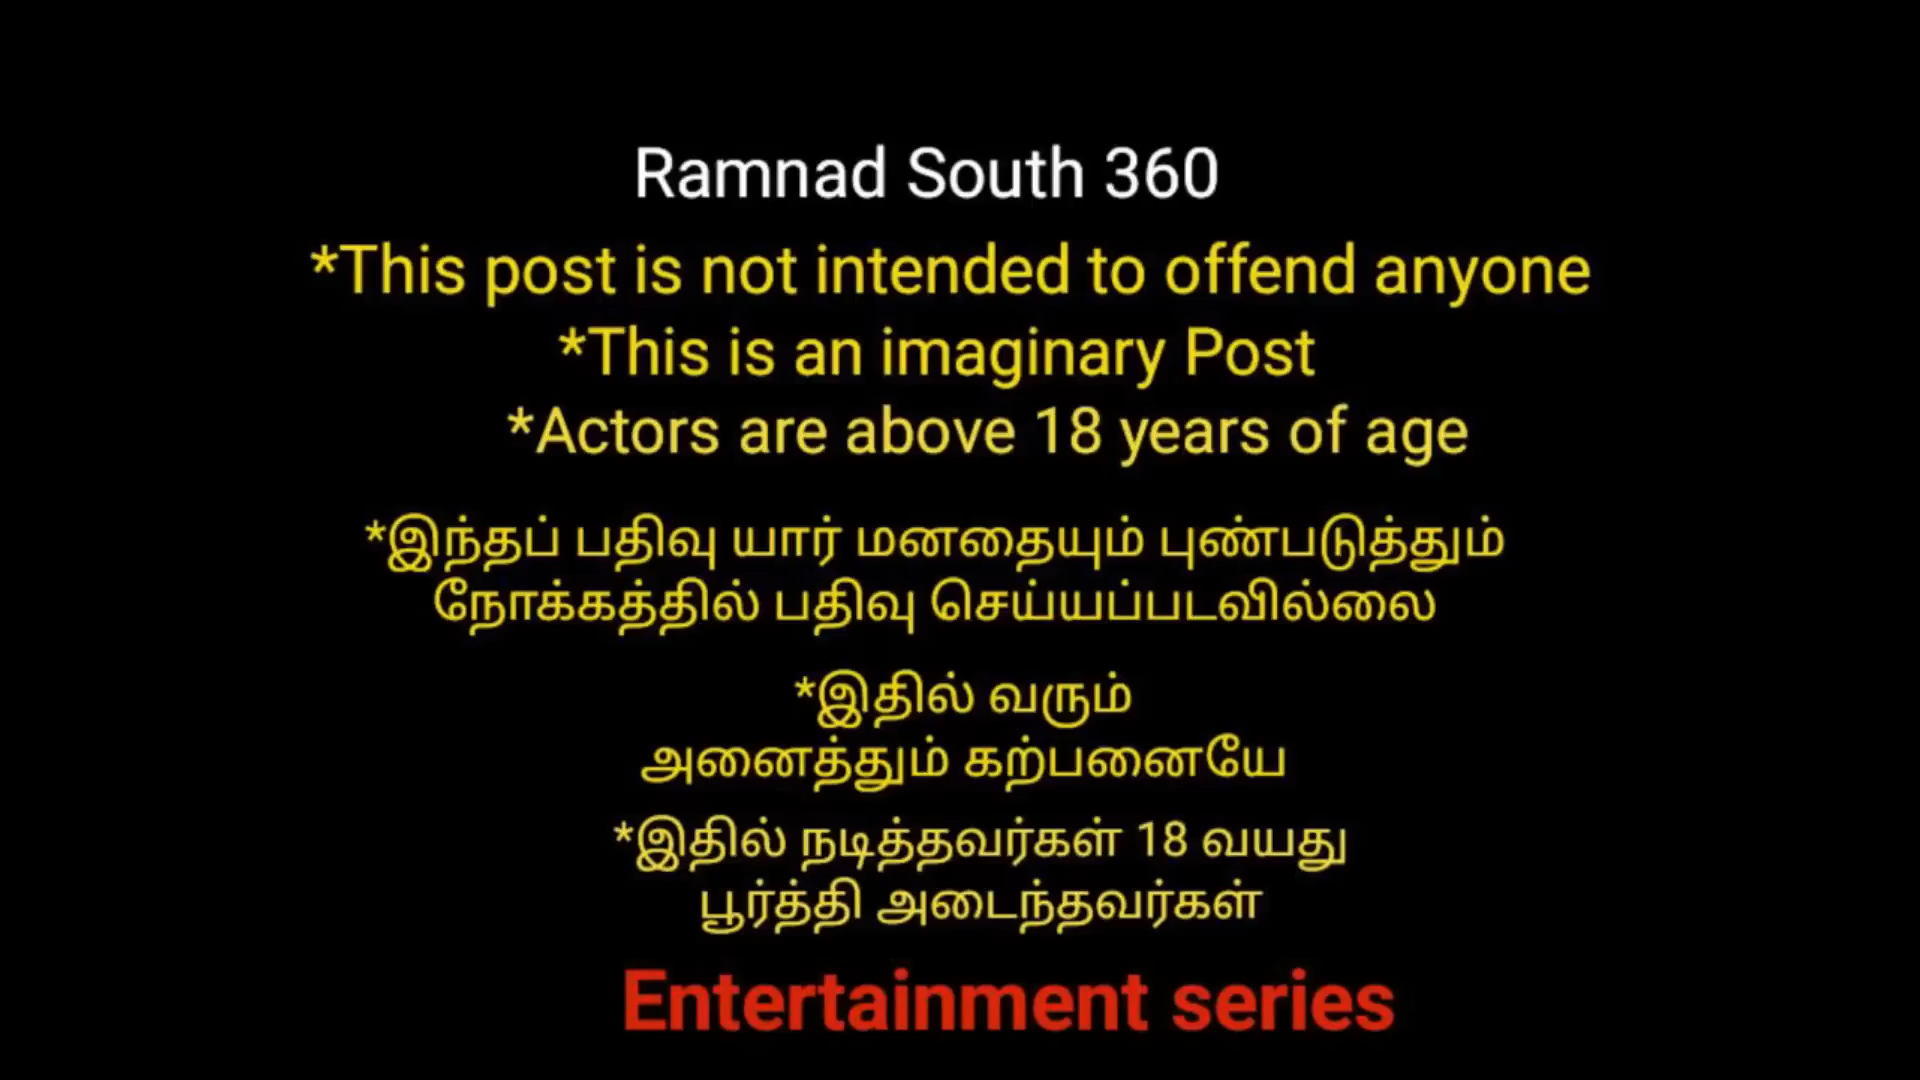 Ramnad South 360
*This post is not intended to offend anyone
*This is an imaginary Post
*Actors are above 18 years of age
*இந்தப் பதிவு யார் மனதையும் புண்படுத்தும்
நோக்கத்தில் பதிவு செய்யப்படவில்லை
*இதில் வரும்
அனைத்தும் கற்பனையே
*இதில் நடித்தவர்கள் 18 வயது
பூர்த்தி அடைந்தவர்கள்
Entertainment series